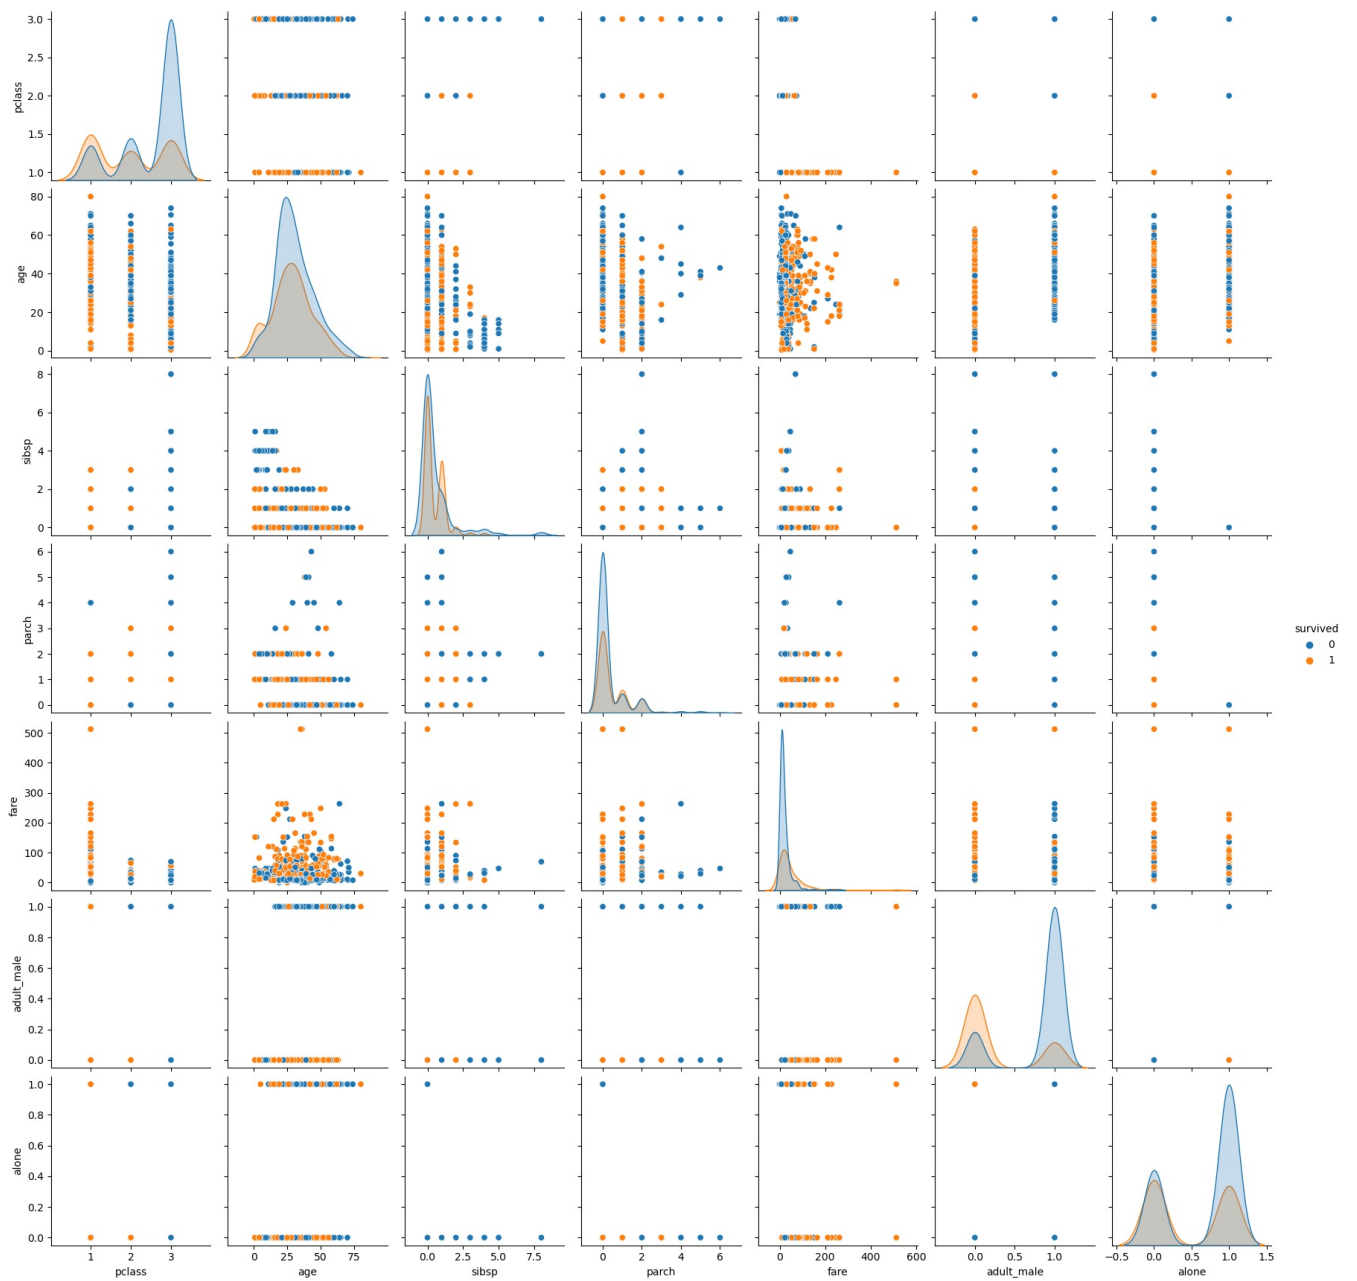 3.0
2.5
2.0
1.5
1.0
pclass
80
60
40
20
0
age
8
6
4
2
0
sibsp
6
5
4
3
2
1
0
parch
survived
0
1
500
400
300
200
100
0
fare
1.0
0.8
0.6
0.4
0.2
0.0
adult_male
1.0
0.8
0.6
0.4
0.2
0.0
alone
1 2 3
0 25 50 75
0.0 2.5 5.0 7.5
0 2 4 6
0 200 400 600
0.0 0.5 1.0
−0.5 0.0 0.5 1.0 1.5
pclass age sibsp parch fare adult_male alone